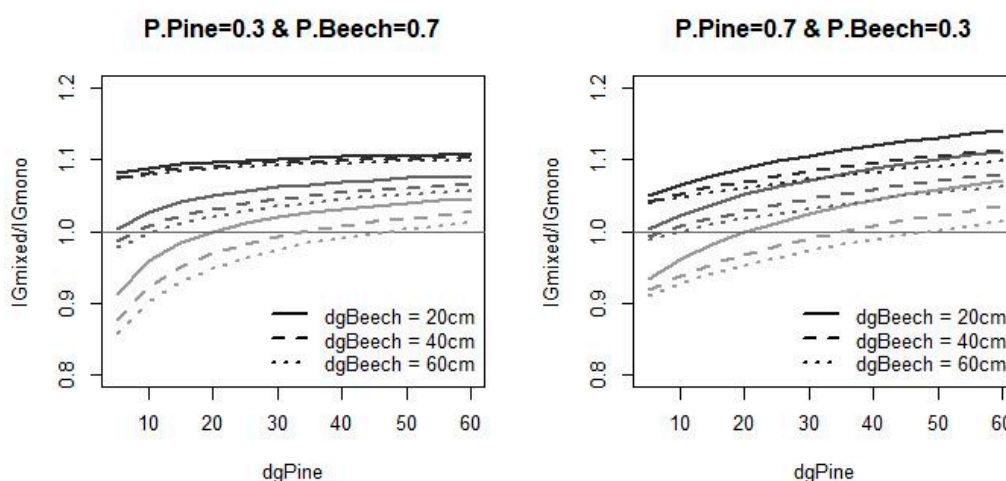 P.Pine=0.3 & P.Beech=0.7
IGmixed/IGmono
1.2
1.1
1.0
0.9
0.8
dgBeech = 20cm
dgBeech = 40cm
dgBeech = 60cm
10 20 30 40 50 60
dgPine
P.Pine=0.7 & P.Beech=0.3
IGmixed/IGmono
1.2
1.1
1.0
0.9
0.8
dgBeech = 20cm
dgBeech = 40cm
dgBeech = 60cm
10 20 30 40 50 60
dgPine